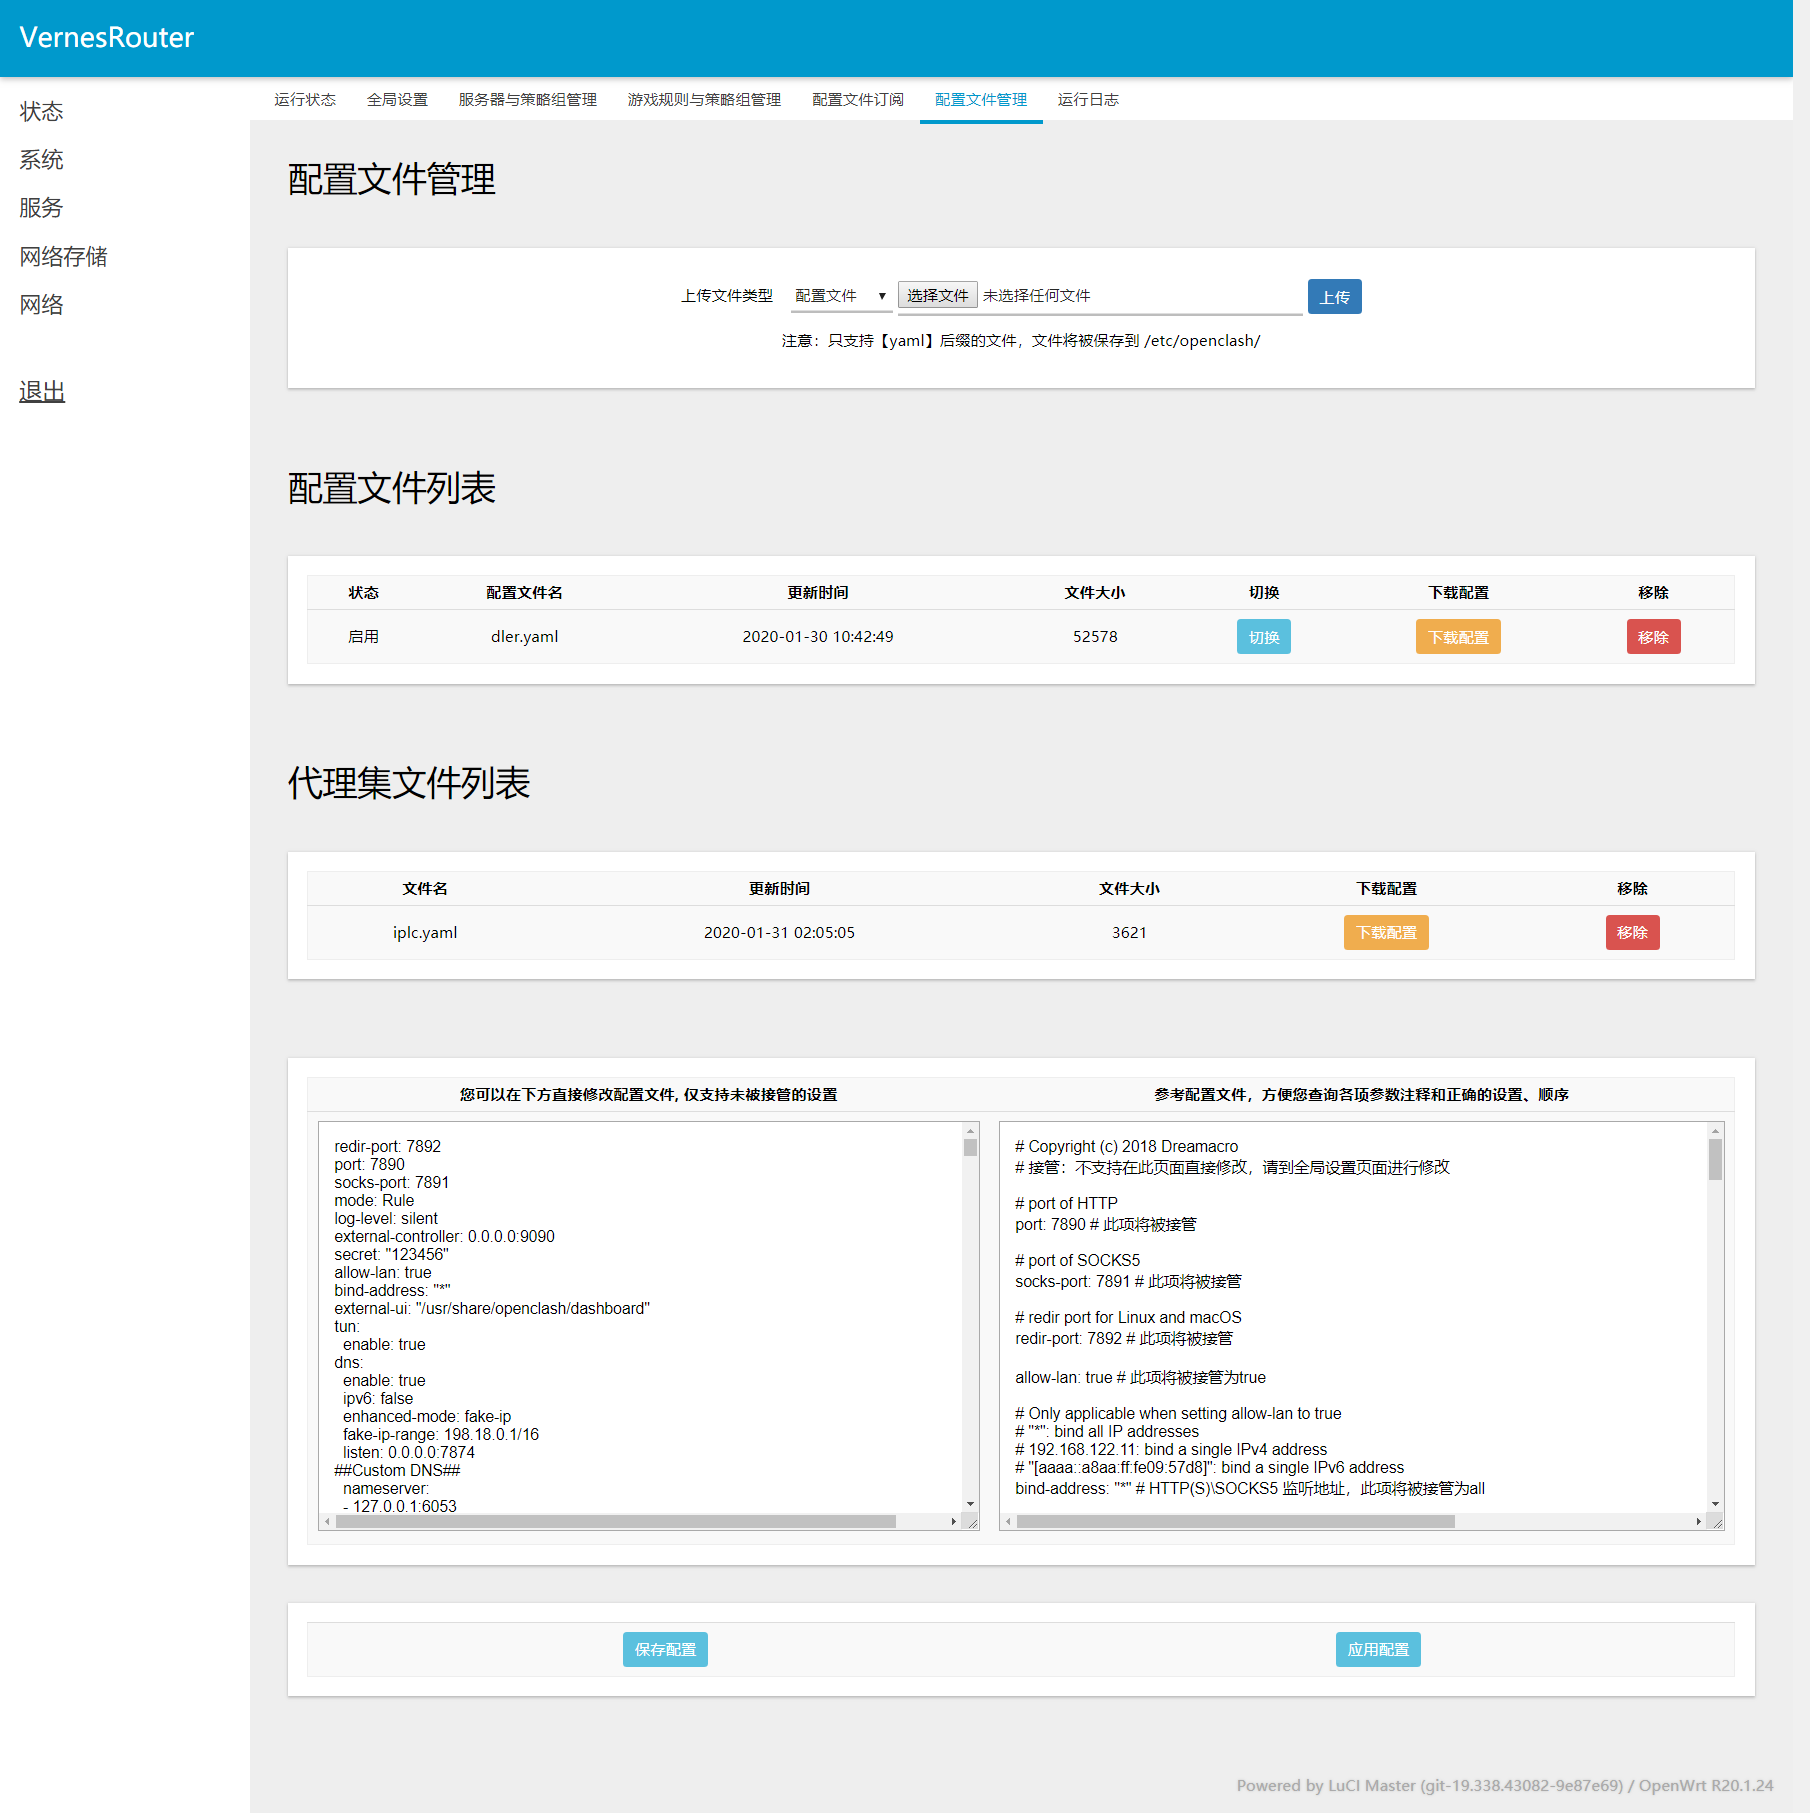 VernesRouter
状态
系统
服务
网络存储
网络
退出
运行状态 全局设置 服务器与策略组管理 游戏规则与策略组管理 配置文件订阅 配置文件管理 运行日志
配置文件管理
上传文件类型 配置文件 选择文件 未选择任何文件 上传
注意：只支持【yaml】后缀的文件，文件将被保存到 /etc/openclash/
配置文件列表
状态 配置文件名 更新时间 文件大小 切换 下载配置 移除
启用 dler.yaml 2020-01-30 10:42:49 52578 切换 下载配置 移除
代理集文件列表
文件名 更新时间 文件大小 下载配置 移除
iplc.yaml 2020-01-31 02:05:05 3621 下载配置 移除
您可以在下方直接修改配置文件, 仅支持未被接管的设置
redir-port: 7892
port: 7890
socks-port: 7891
mode: Rule
log-level: silent
external-controller: 0.0.0.0:9090
secret: "123456"
allow-lan: true
bind-address: "*"
external-ui: "/usr/share/openclash/dashboard"
tun:
enable: true
dns:
enable: true
ipv6: false
enhanced-mode: fake-ip
fake-ip-range: 198.18.0.1/16
listen: 0.0.0.0:7874
##Custom DNS##
nameserver:
- 127.0.0.1:6053
参考配置文件，方便您查询各项参数注释和正确的设置、顺序
# Copyright (c) 2018 Dreamacro
# 接管：不支持在此页面直接修改，请到全局设置页面进行修改
# port of HTTP
port: 7890 # 此项将被接管
# port of SOCKS5
socks-port: 7891 # 此项将被接管
# redir port for Linux and macOS
redir-port: 7892 # 此项将被接管
allow-lan: true # 此项将被接管为true
# Only applicable when setting allow-lan to true
# "*": bind all IP addresses
# 192.168.122.11: bind a single IPv4 address
# "[aaaa::a8aa:ff:fe09:57d8]": bind a single IPv6 address
bind-address: "*" # HTTP(S)\SOCKS5 监听地址，此项将被接管为all
保存配置 应用配置
Powered by LuCI Master (git-19.338.43082-9e87e69) / OpenWrt R20.1.24